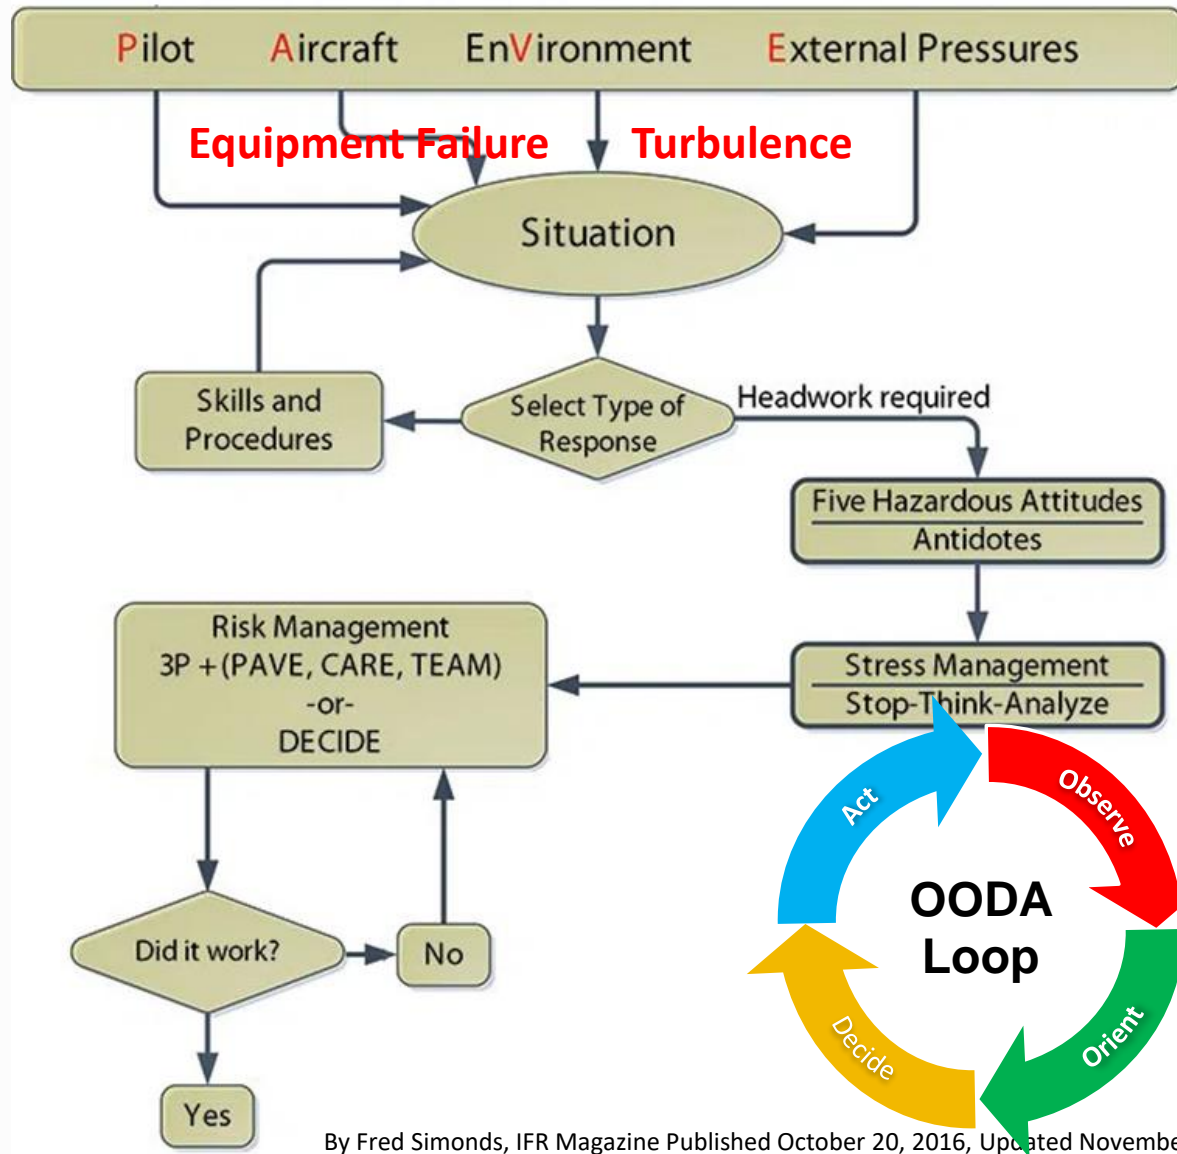 Pilot Aircraft EnVironment External Pressures
Equipment Failure Turbulence
Situation
Skills and
Procedures
Select Type of
Response
Headwork required
Five Hazardous Attitudes
Antidotes
Stress Management
Stop-Think-Analyze
Risk Management
3P + (PAVE, CARE, TEAM)
-or-
DECIDE
Did it work?
No
Yes
Act
Observe
OODA
Loop
Decide
Orient
By Fred Simonds, IFR Magazine Published October 20, 2016, Updated Novembe